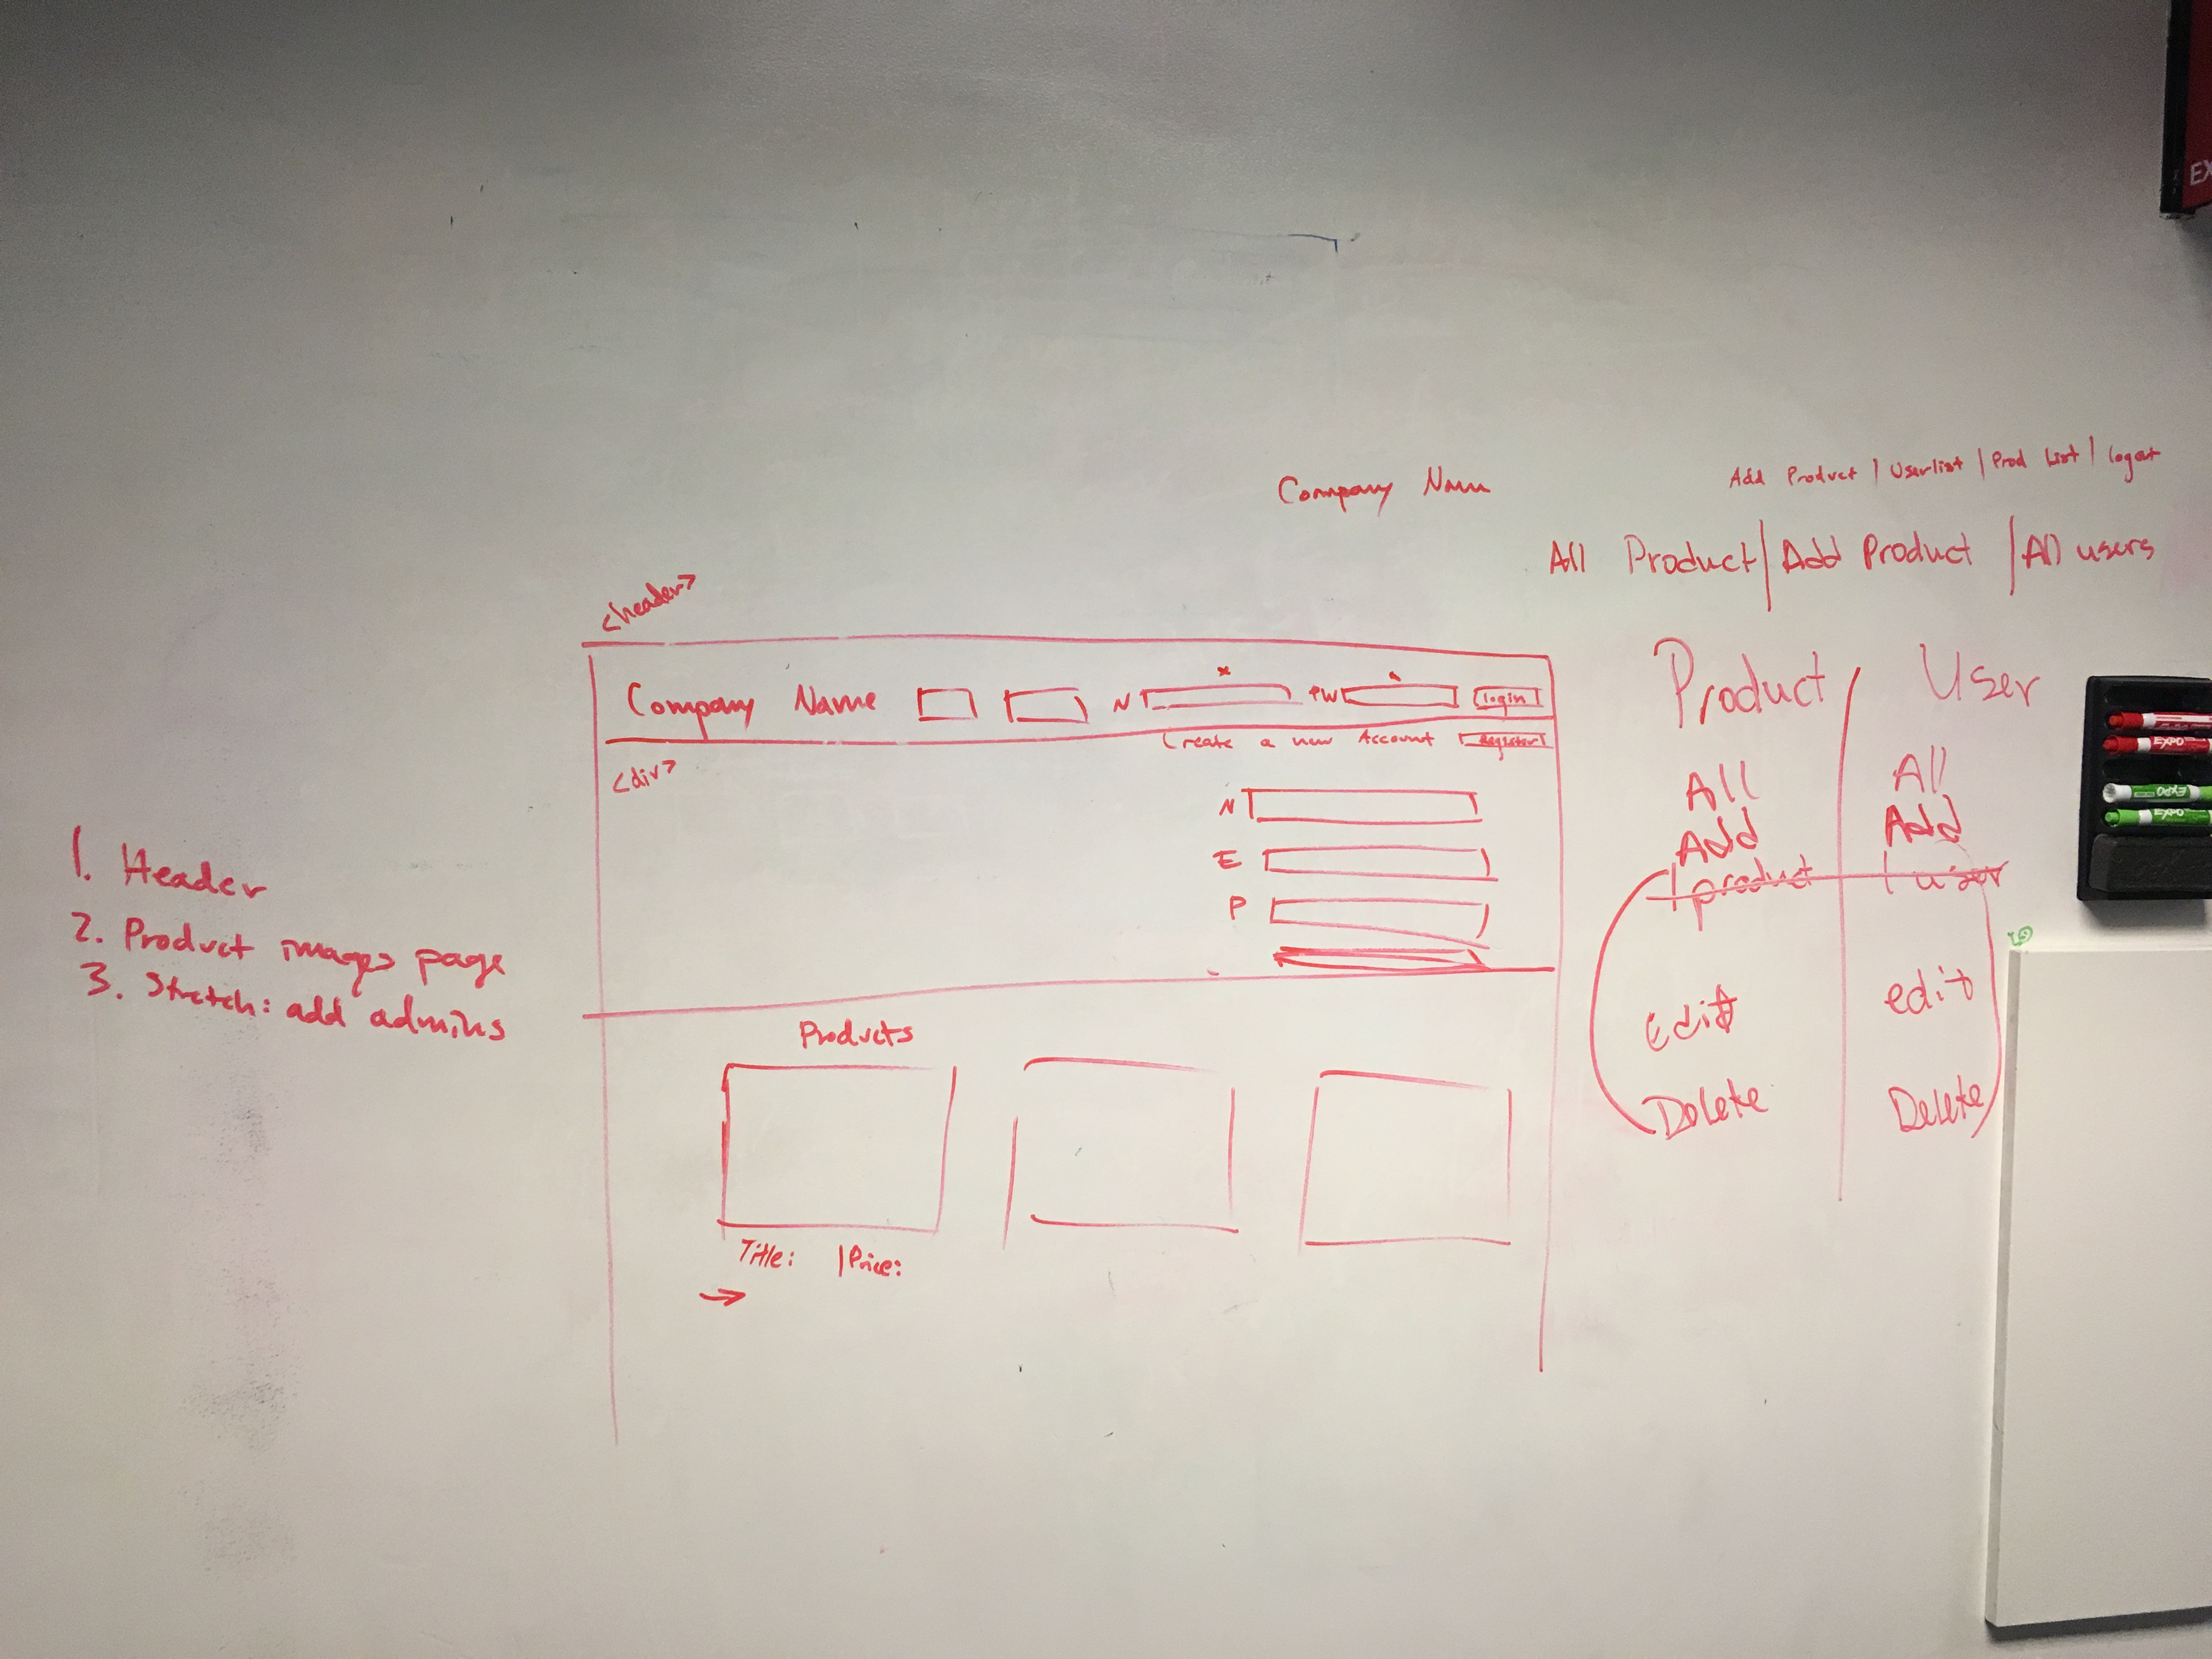 Company Nam
Add Product | Userlist | Prod List | logout
All Product | Add Product | All users
<header>
Company Name N PW login
Create a new Account Register
<div>
N
E
P
Products
Title: | Price:
→
1. Header
2. Product images page
3. Stretch: add admins
Product / User
All All
Add Add
1 product 1 user
edit edit
Delete Delete
EX
EXPO
EXPO
EXPO